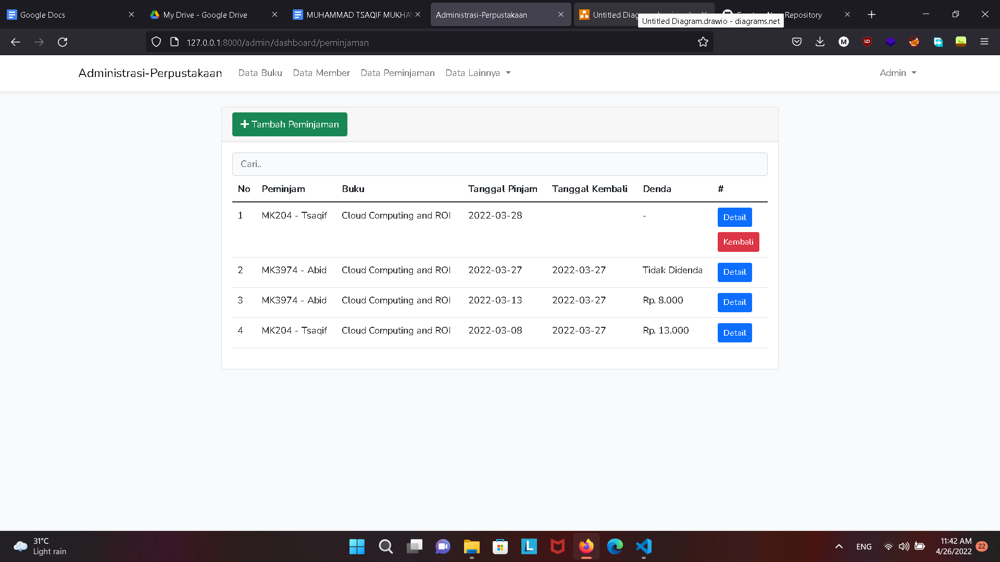 Google Docs
My Drive - Google Drive
MUHAMMAD TSAQIF MUKHAY
Administrasi-Perpustakaan
Untitled Diag
Repository
Untitled Diagram.drawio - diagrams.net
127.0.0.1:8000/admin/dashboard/peminjaman
Administrasi-Perpustakaan Data Buku Data Member Data Peminjaman Data Lainnya Admin
+ Tambah Peminjaman
Cari..
No Peminjam Buku Tanggal Pinjam Tanggal Kembali Denda #
1 MK204 - Tsaqif Cloud Computing and ROI 2022-03-28 - Detail
Kembali
2 MK3974 - Abid Cloud Computing and ROI 2022-03-27 2022-03-27 Tidak Didenda Detail
3 MK3974 - Abid Cloud Computing and ROI 2022-03-13 2022-03-27 Rp. 8.000 Detail
4 MK204 - Tsaqif Cloud Computing and ROI 2022-03-08 2022-03-27 Rp. 13.000 Detail
31°C
Light rain
ENG
11:42 AM
4/26/2022
22